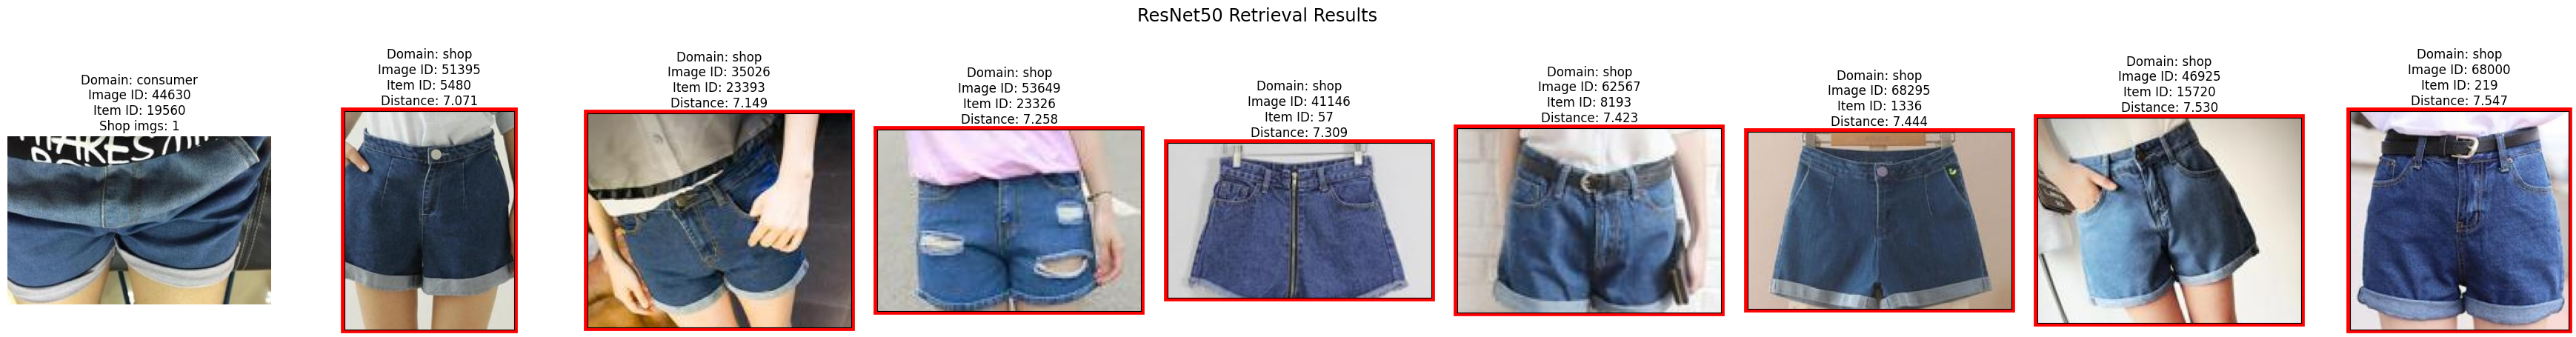 ResNet50 Retrieval Results
Domain: consumer
Image ID: 44630
Item ID: 19560
Shop imgs: 1
Domain: shop
Image ID: 51395
Item ID: 5480
Distance: 7.071
Domain: shop
Image ID: 35026
Item ID: 23393
Distance: 7.149
Domain: shop
Image ID: 53649
Item ID: 23326
Distance: 7.258
Domain: shop
Image ID: 41146
Item ID: 57
Distance: 7.309
Domain: shop
Image ID: 62567
Item ID: 8193
Distance: 7.423
Domain: shop
Image ID: 68295
Item ID: 1336
Distance: 7.444
Domain: shop
Image ID: 46925
Item ID: 15720
Distance: 7.530
Domain: shop
Image ID: 68000
Item ID: 219
Distance: 7.547